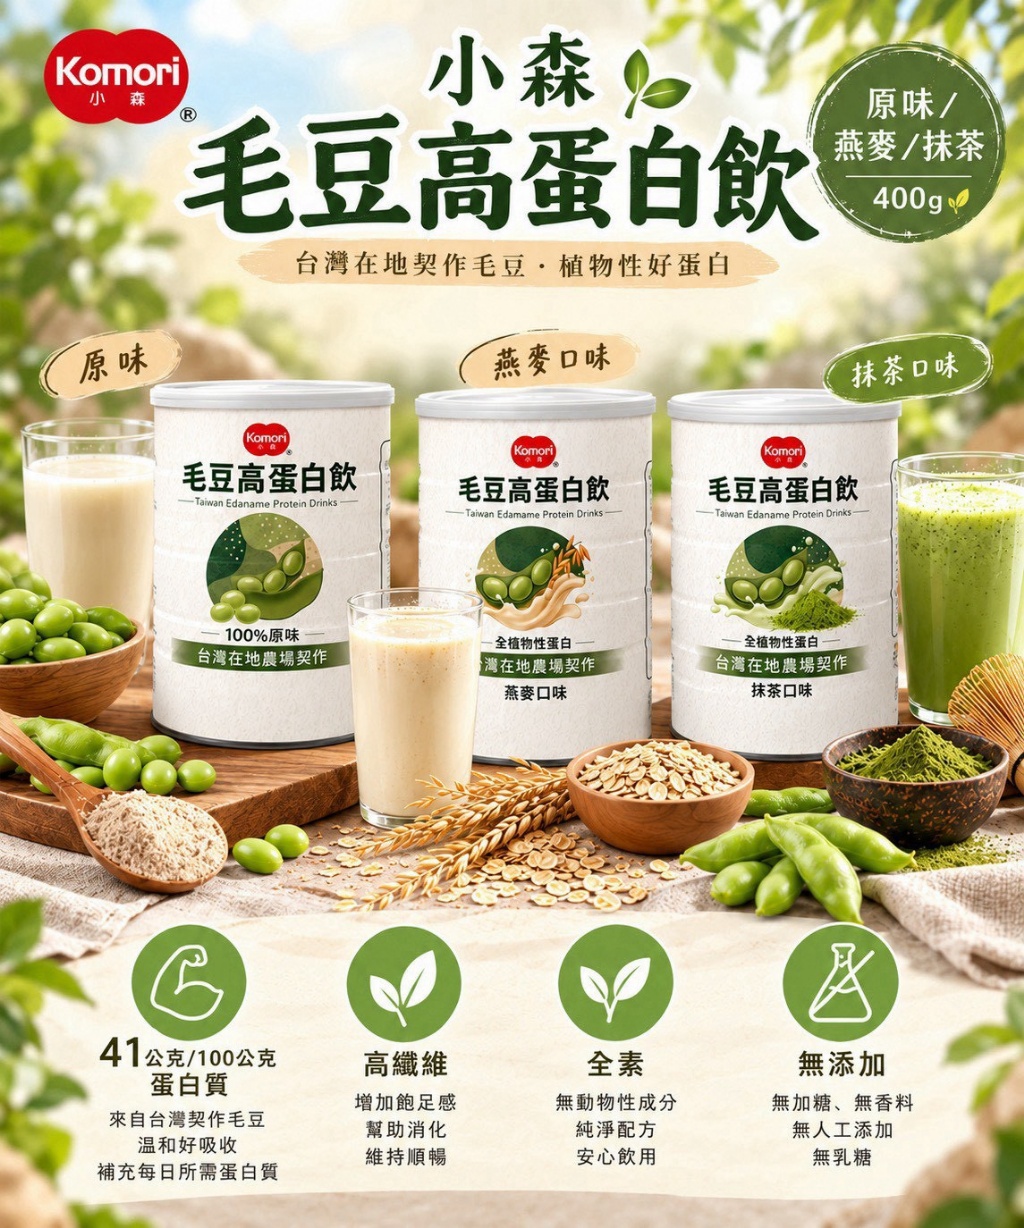 Komori
小森
®
小森
毛豆高蛋白飲
台灣在地契作毛豆·植物性好蛋白
原味/
燕麥/抹茶
400g
原味
燕麥口味
抹茶口味
Komori
小森
®
毛豆高蛋白飲
Taiwan Edaname Protein Drinks
100%原味
台灣在地農場契作
Komori
小森
®
毛豆高蛋白飲
Taiwan Edamame Protein Drinks
全植物性蛋白
灣在地農場契作
燕麥口味
Komori
小森
®
毛豆高蛋白飲
Taiwan Edamame Protein Drinks
全植物性蛋白
台灣在地農場契作
抹茶口味
41公克/100公克
蛋白質
來自台灣契作毛豆
溫和好吸收
補充每日所需蛋白質
高纖維
增加飽足感
幫助消化
維持順暢
全素
無動物性成分
純淨配方
安心飲用
無添加
無加糖、無香料
無人工添加
無乳糖